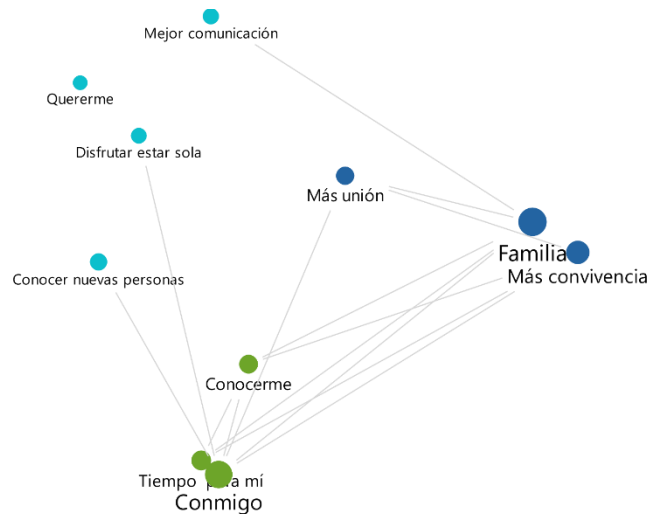 Mejor comunicación
Quererme
Disfrutar estar sola
Más unión
Familia
Más convivencia
Conocer nuevas personas
Conocerme
Tiempo para mí
Conmigo